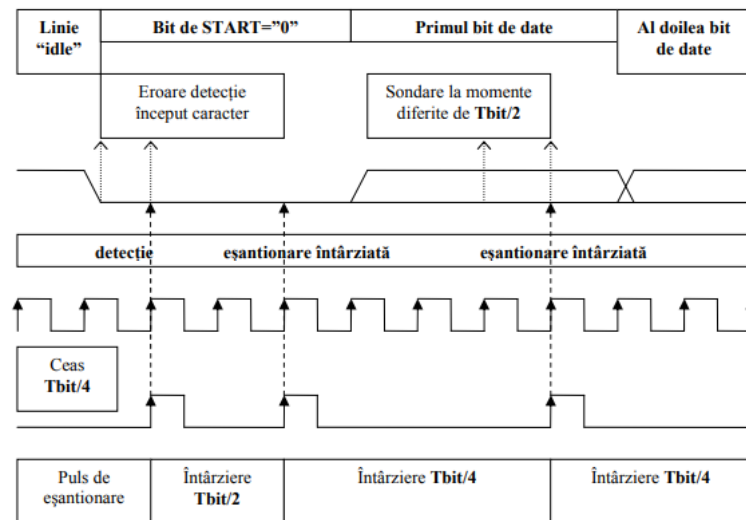 Linie
“idle”
Bit de START=”0”
Primul bit de date
Al doilea bit
de date
Eroare detecție
început caracter
Sondare la momente
diferite de Tbit/2
detecție
eșantionare întârziată
eșantionare întârziată
Ceas
Tbit/4
Puls de
eșantionare
Întârziere
Tbit/2
Întârziere Tbit/4
Întârziere Tbit/4